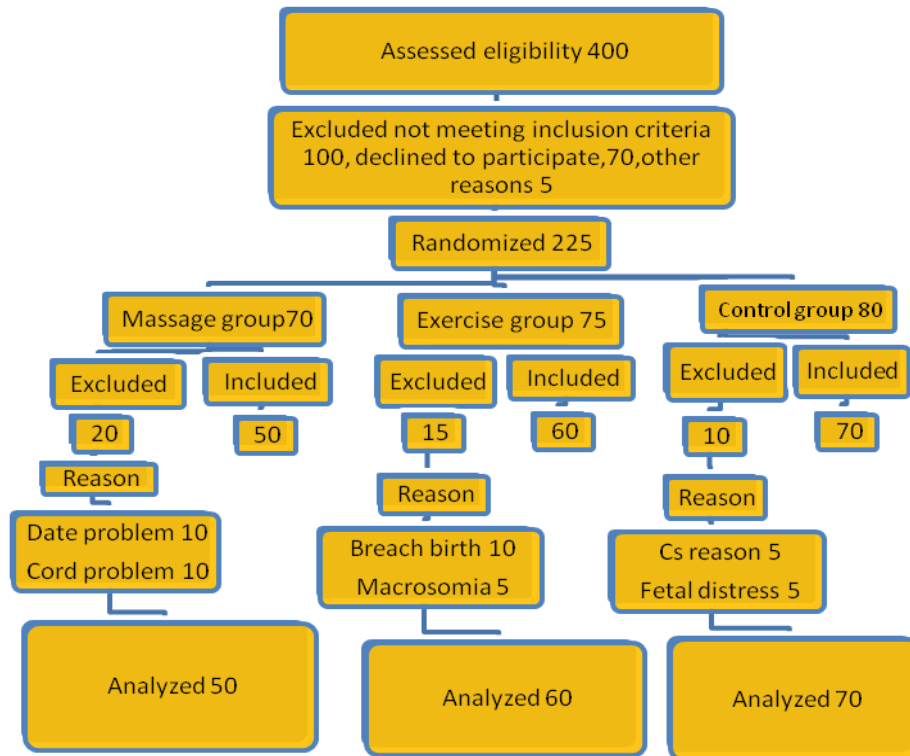 Assessed eligibility 400
Excluded not meeting inclusion criteria
100, declined to participate,70,other
reasons 5
Randomized 225
Massage group70
Exercise group 75
Control group 80
Excluded
Included
Excluded
Included
Excluded
Included
20
50
15
60
10
70
Reason
Reason
Reason
Date problem 10
Cord problem 10
Breach birth 10
Macrosomia 5
Cs reason 5
Fetal distress 5
Analyzed 50
Analyzed 60
Analyzed 70